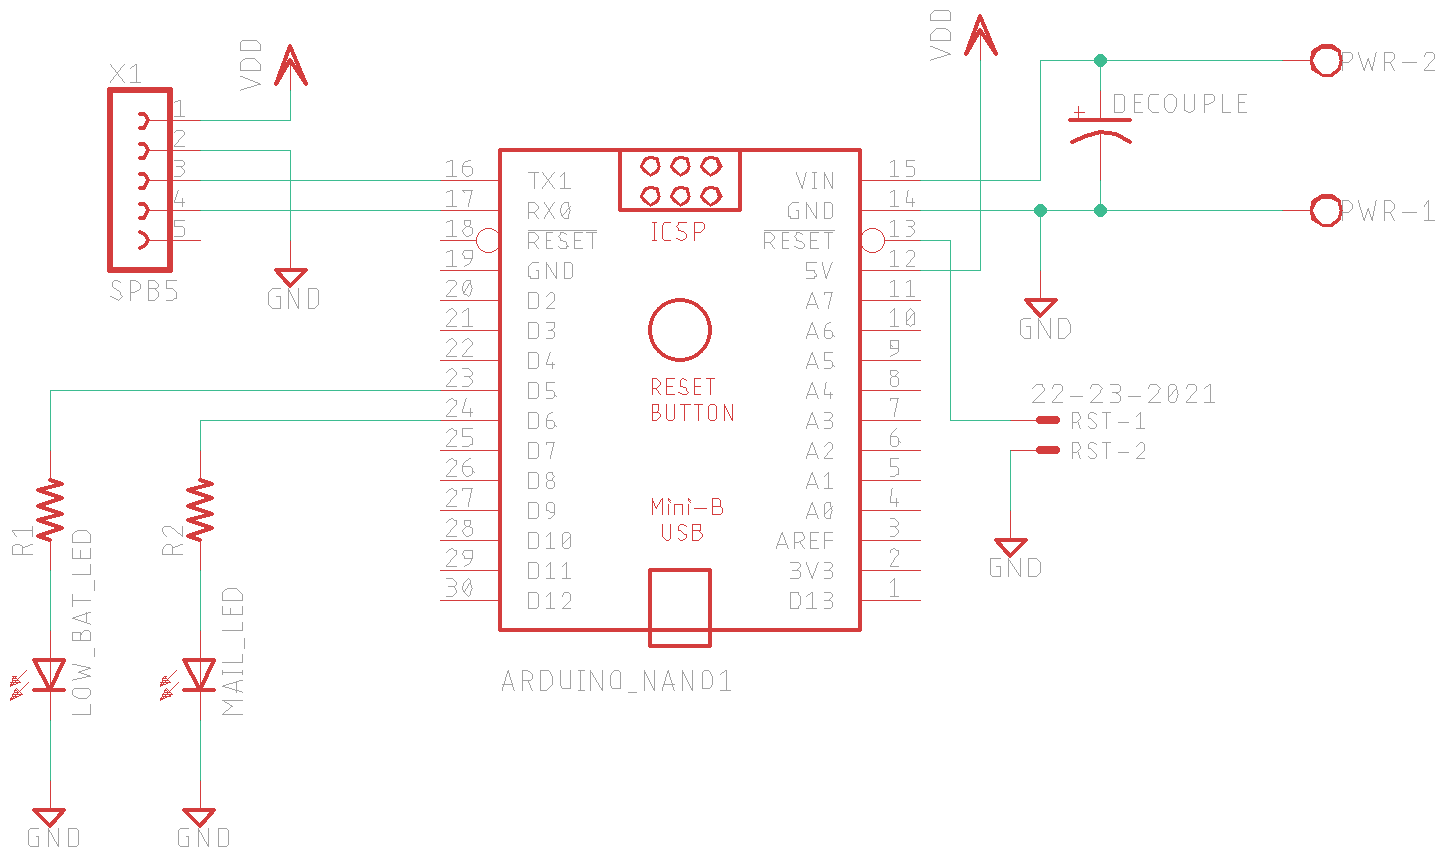 X1
VDD
1
2
3
4
5
SPB5
GND
16 TX1
17 RX0
18 RESET
19 GND
20 D2
21 D3
22 D4
23 D5
24 D6
25 D7
26 D8
27 D9
28 D10
29 D11
30 D12
ICSP
RESET
BUTTON
Mini-B
USB
VIN 15
GND 14
RESET 13
5V 12
A7 11
A6 10
A5 9
A4 8
A3 7
A2 6
A1 5
A0 4
AREF 3
3V3 2
D13 1
ARDUINO_NANO1
VDD
PWR-2
+
DECOUPLE
PWR-1
GND
22-23-2021
RST-1
RST-2
GND
R1
LOW_BAT_LED
GND
R2
MAIL_LED
GND